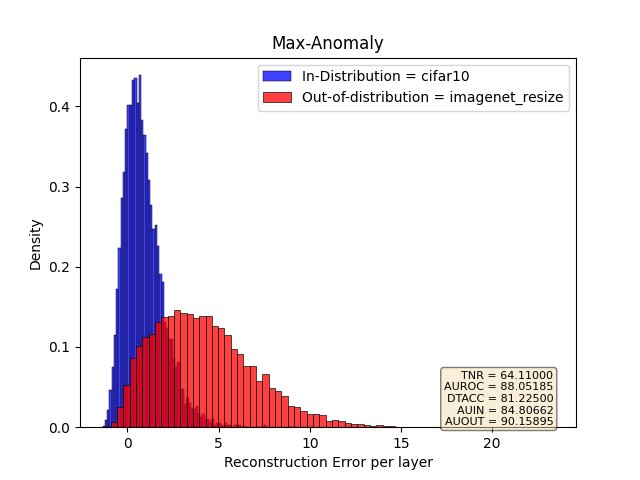 Max-Anomaly
In-Distribution = cifar10
Out-of-distribution = imagenet_resize
Density
0.4
0.3
0.2
0.1
0.0
TNR = 64.11000
AUROC = 88.05185
DTACC = 81.22500
AUIN = 84.80662
AUOUT = 90.15895
0 5 10 15 20
Reconstruction Error per layer